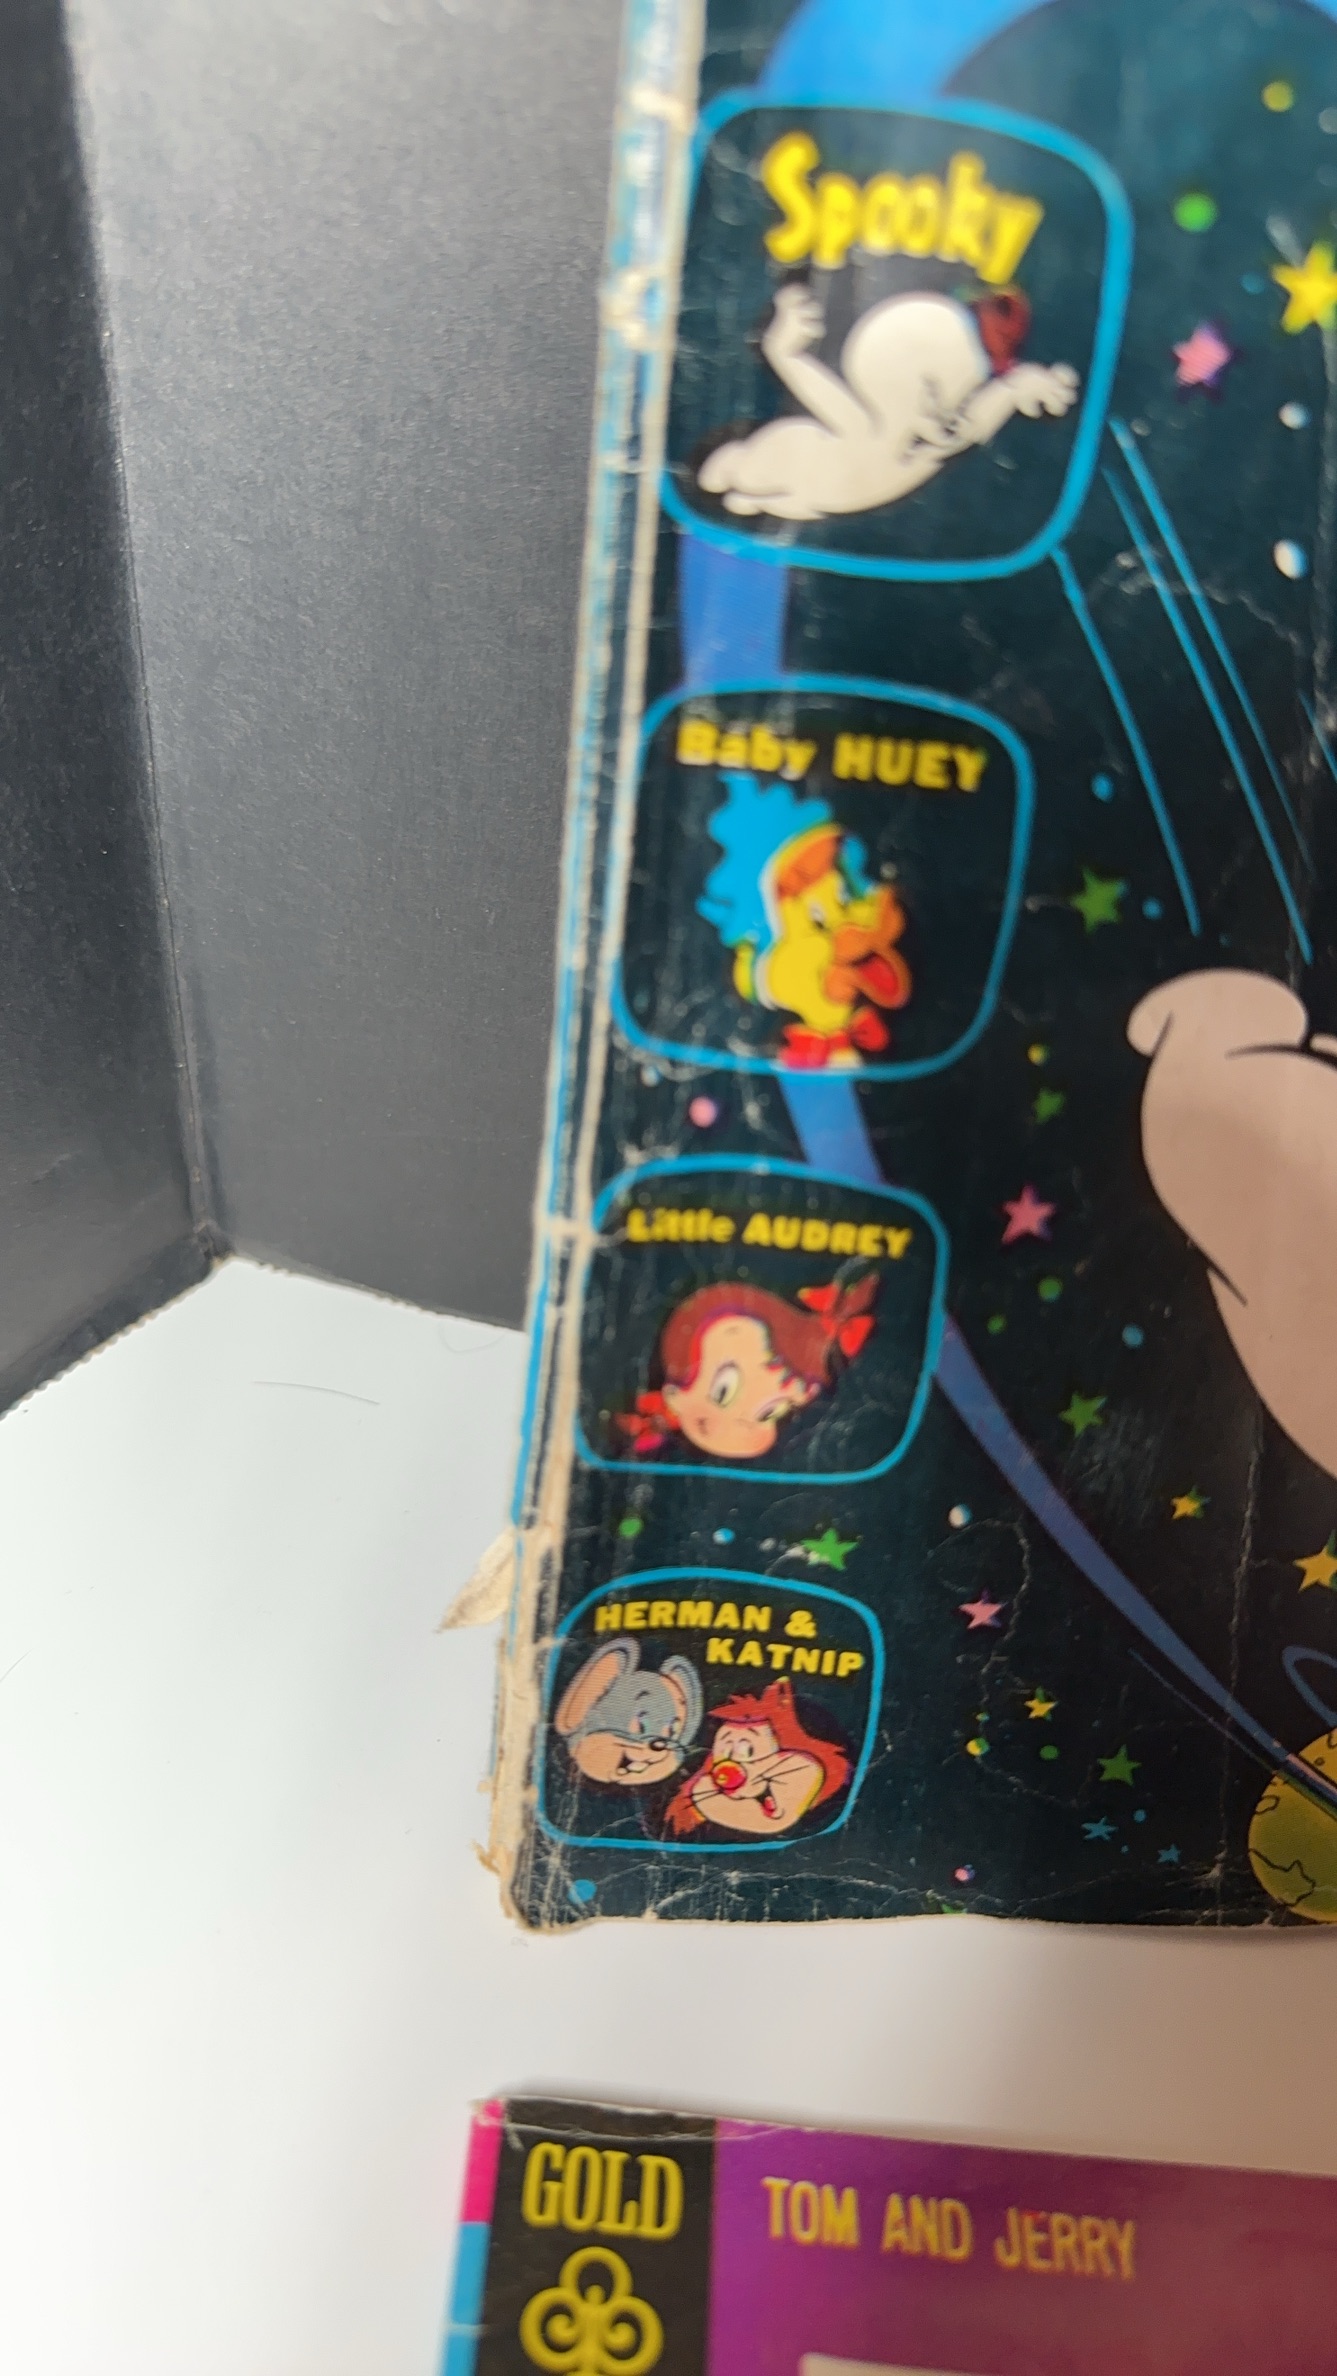 Spooky
Baby HUEY
Little AUDREY
HERMAN &
KATNIP
GOLD
TOM AND JERRY